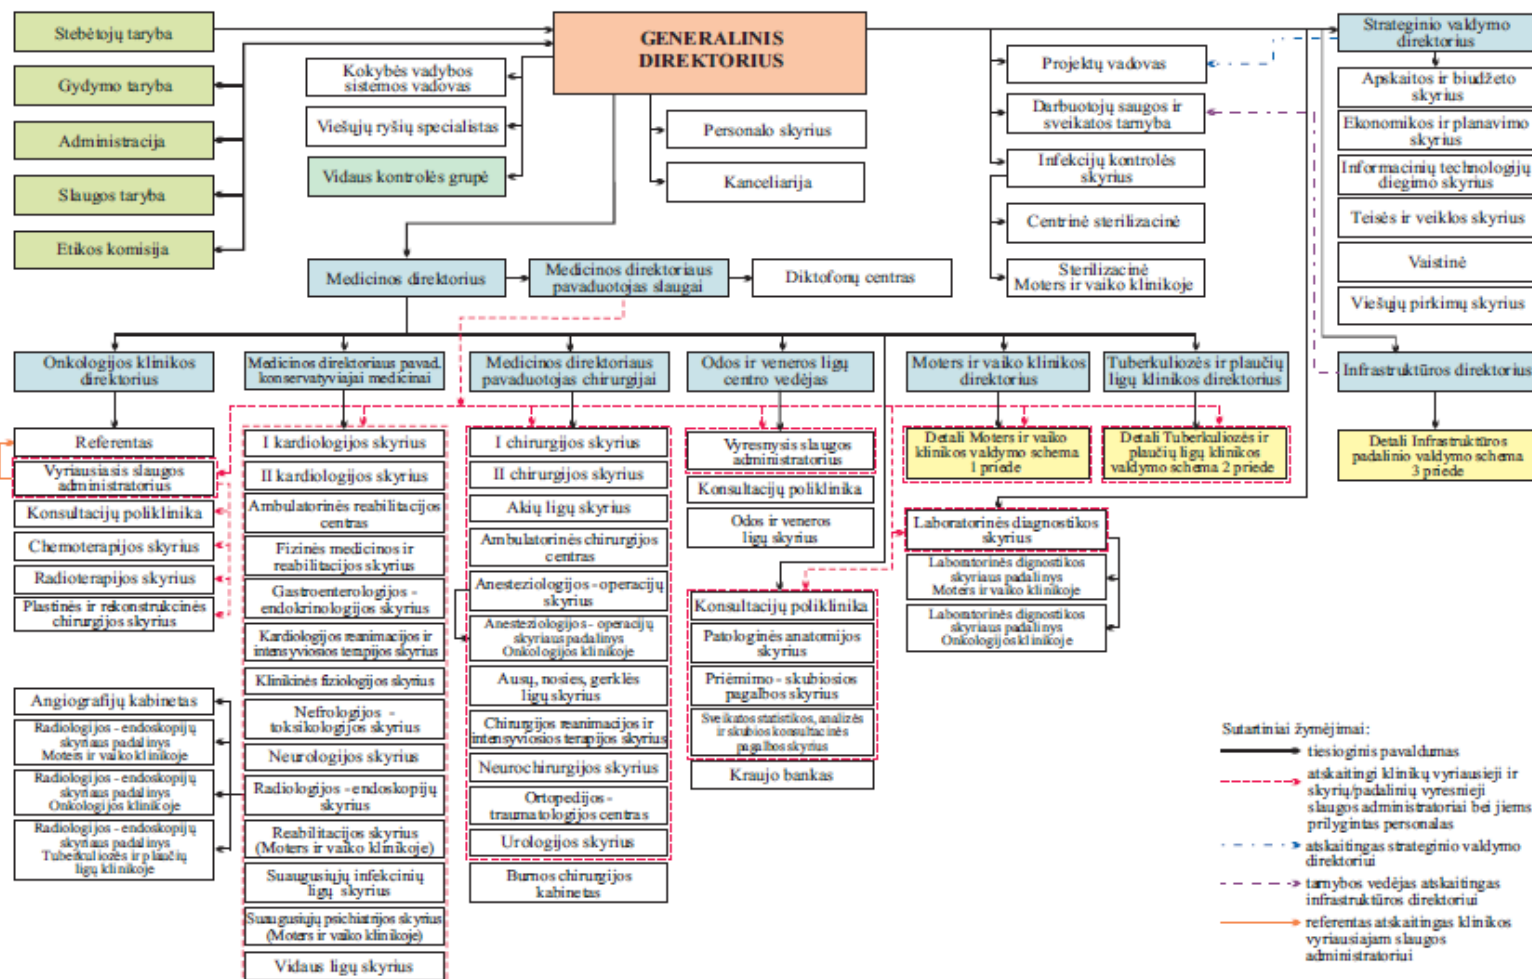 Stebėtojų taryba
Gydymo taryba
Administracija
Slaugos taryba
Etikos komisija
GENERALINIS
DIREKTORIUS
Kokybės vadybos
sistemos vadovas
Viešųjų ryšių specialistas
Vidaus kontrolės grupė
Personalo skyrius
Kanceliarija
Projektų vadovas
Darbuotojų saugos ir
sveikatos tarnyba
Infekcijų kontrolės
skyrius
Centrinė sterilizacinė
Sterilizacinė
Moters ir vaiko klinikoje
Strateginio valdymo
direktorius
Apskaitos ir biudžeto
skyrius
Ekonomikos ir planavimo
skyrius
Informacinių technologijų
diegimo skyrius
Teisės ir veiklos skyrius
Vaistinė
Viešųjų pirkimų skyrius
Medicinos direktorius
Medicinos direktoriaus
pavaduotojas slaugai
Diktofonų centras
Onkologijos klinikos
direktorius
Medicinos direktoriaus pavad.
konservatyviajai medicinai
Medicinos direktoriaus
pavaduotojas chirurgijai
Odos ir veneros ligų
centro vedėjas
Moters ir vaiko klinikos
direktorius
Tuberkuliozės ir plaučių
ligų klinikos direktorius
Infrastruktūros direktorius
Referentas
Vyriausiasis slaugos
administratorius
Konsultacijų poliklinika
Chemoterapijos skyrius
Radioterapijos skyrius
Plastinės ir rekonstrukcinės
chirurgijos skyrius
Angiografijų kabinetas
Radiologijos - endoskopijų
skyriaus padalinys
Moters ir vaiko klinikoje
Radiologijos - endoskopijų
skyriaus padalinys
Onkologijos klinikoje
Radiologijos - endoskopijų
skyriaus padalinys
Tuberkuliozės ir plaučių
ligų klinikoje
I kardiologijos skyrius
II kardiologijos skyrius
Ambulatorinės reabilitacijos
centras
Fizinės medicinos ir
reabilitacijos skyrius
Gastroenterologijos -
endokrinologijos skyrius
Kardiologijos reanimacijos ir
intensyviosios terapijos skyrius
Klinikinės fiziologijos skyrius
Nefrologijos -
toksikologijos skyrius
Neurologijos skyrius
Radiologijos - endoskopijų
skyrius
Reabilitacijos skyrius
(Moters ir vaiko klinikoje)
Suaugusiųjų infekcinių
ligų skyrius
Suaugusiųjų psichiatrijos skyrius
(Moters ir vaiko klinikoje)
Vidaus ligų skyrius
I chirurgijos skyrius
II chirurgijos skyrius
Akių ligų skyrius
Ambulatorinės chirurgijos
centras
Anesteziologijos - operacijų
skyrius
Anesteziologijos - operacijų
skyriaus padalinys
Onkologijos klinikoje
Ausų, nosies, gerklės
ligų skyrius
Chirurgijos reanimacijos ir
intensyviosios terapijos skyrius
Neurochirurgijos skyrius
Ortopedijos -
traumatologijos centras
Urologijos skyrius
Burnos chirurgijos
kabinetas
Vyresnysis slaugos
administratorius
Konsultacijų poliklinika
Odos ir veneros
ligų skyrius
Konsultacijų poliklinika
Patologinės anatomijos
skyrius
Priėmimo - skubiosios
pagalbos skyrius
Sveikatos statistikos, analizės
ir skubios konsultacinės
pagalbos skyrius
Kraujo bankas
Detali Moters ir vaiko
klinikos valdymo schema
1 priede
Detali Tuberkuliozės ir
plaučių ligų klinikos
valdymo schema 2 priede
Detali Infrastruktūros
padalinio valdymo schema
3 priede
Laboratorinės diagnostikos
skyrius
Laboratorinės dignostikos
skyriaus padalinys
Moters ir vaiko klinikoje
Laboratorinės dignostikos
skyriaus padalinys
Onkologijos klinikoje
Sutartiniai žymėjimai:
tiesioginis pavaldumas
atskaitingi klinikų vyriausieji ir
skyrių/padalinių vyresnieji
slaugos administratoriai bei jiems
prilygintas personalas
atskaitingas strateginio valdymo
direktoriui
tarnybos vedėjas atskaitingas
infrastruktūros direktoriui
referentas atskaitingas klinikos
vyriausiajam slaugos
administratoriui